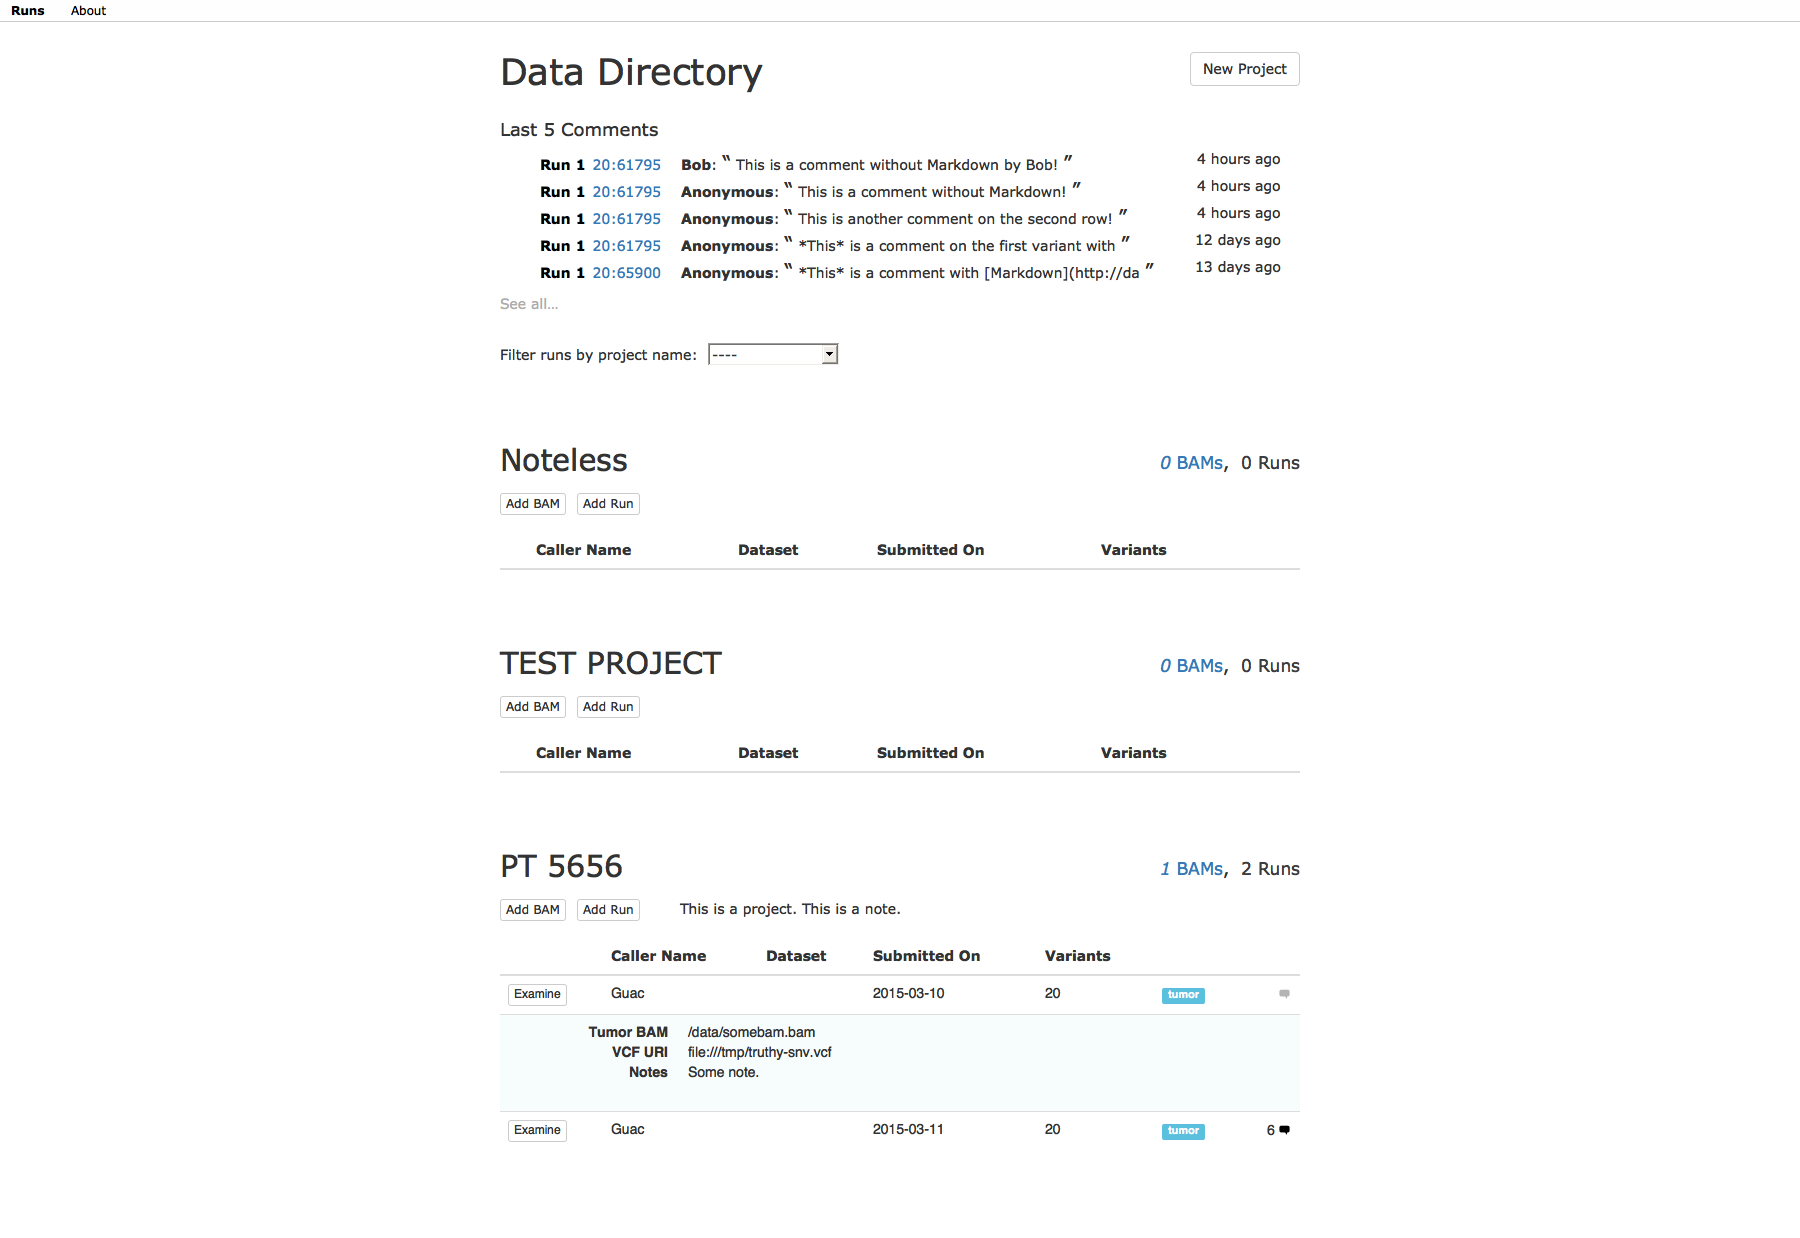 Runs About
Data Directory New Project
Last 5 Comments
Run 1 20:61795 Bob: “ This is a comment without Markdown by Bob! ” 4 hours ago
Run 1 20:61795 Anonymous: “ This is a comment without Markdown! ” 4 hours ago
Run 1 20:61795 Anonymous: “ This is another comment on the second row! ” 4 hours ago
Run 1 20:61795 Anonymous: “ *This* is a comment on the first variant with ” 12 days ago
Run 1 20:65900 Anonymous: “ *This* is a comment with [Markdown](http://da ” 13 days ago
See all...
Filter runs by project name: ----
Noteless 0 BAMs, 0 Runs
Add BAM Add Run
Caller Name Dataset Submitted On Variants
TEST PROJECT 0 BAMs, 0 Runs
Add BAM Add Run
Caller Name Dataset Submitted On Variants
PT 5656 1 BAMs, 2 Runs
Add BAM Add Run This is a project. This is a note.
Caller Name Dataset Submitted On Variants
Examine Guac 2015-03-10 20 tumor
Tumor BAM /data/somebam.bam
VCF URI file:///tmp/truthy-snv.vcf
Notes Some note.
Examine Guac 2015-03-11 20 tumor 6